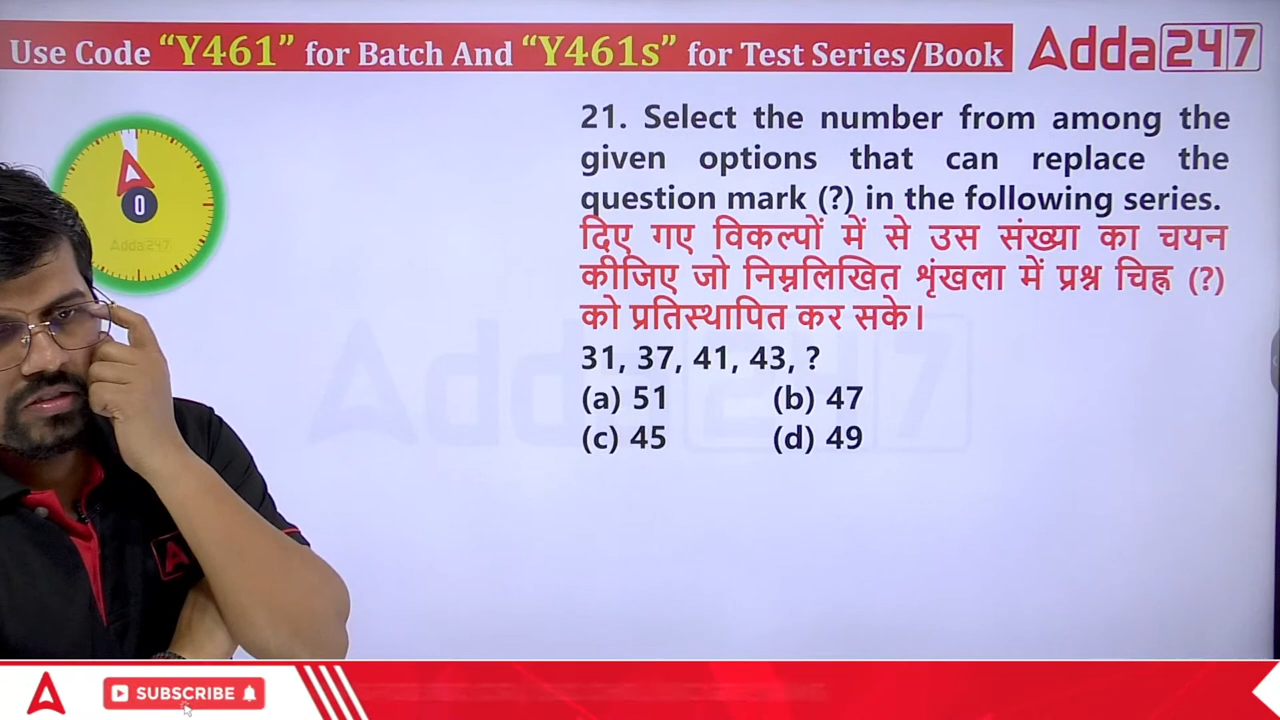 Use Code “Y461” for Batch And “Y461s” for Test Series/Book
Adda247
21. Select the number from among the
given options that can replace the
question mark (?) in the following series.
दिए गए विकल्पों में से उस संख्या का चयन
कीजिए जो निम्नलिखित शृंखला में प्रश्न चिह्न (?)
को प्रतिस्थापित कर सके।
31, 37, 41, 43, ?
(a) 51 (b) 47
(c) 45 (d) 49
0
Adda247
Adda247
SUBSCRIBE